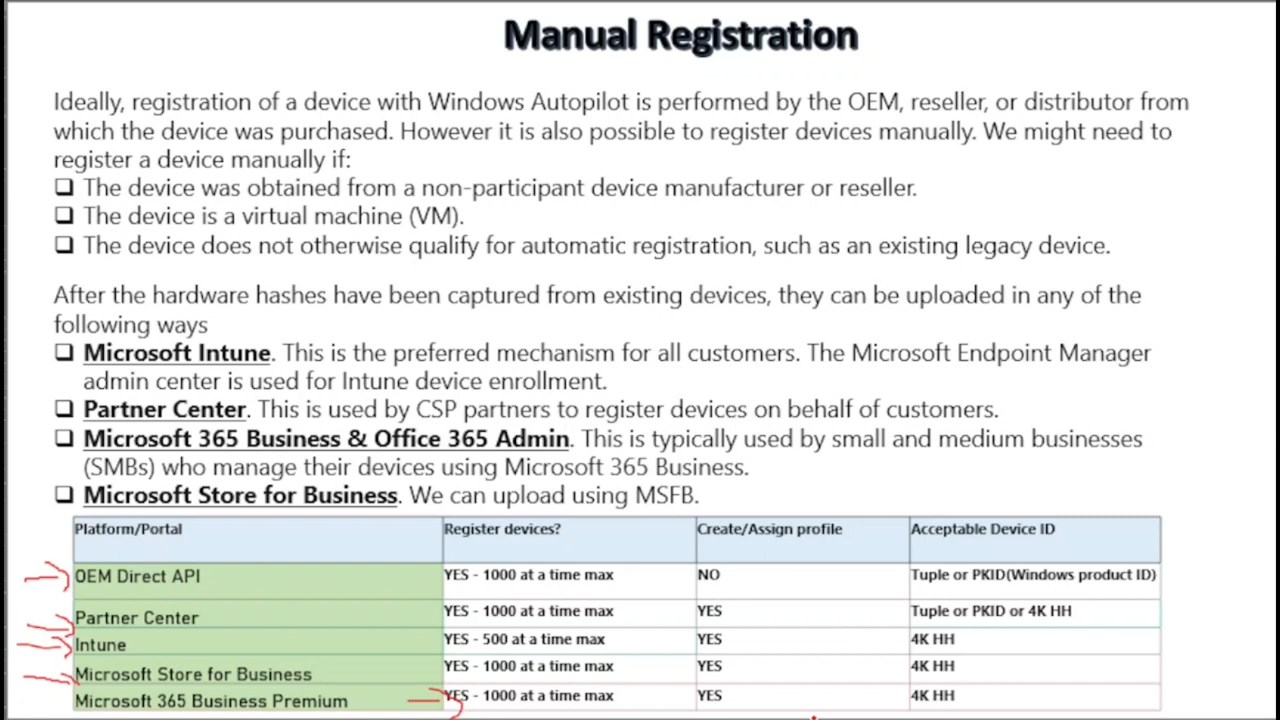 Manual Registration
Ideally, registration of a device with Windows Autopilot is performed by the OEM, reseller, or distributor from
which the device was purchased. However it is also possible to register devices manually. We might need to
register a device manually if:
❑ The device was obtained from a non-participant device manufacturer or reseller.
❑ The device is a virtual machine (VM).
❑ The device does not otherwise qualify for automatic registration, such as an existing legacy device.
After the hardware hashes have been captured from existing devices, they can be uploaded in any of the
following ways
❑ Microsoft Intune. This is the preferred mechanism for all customers. The Microsoft Endpoint Manager
admin center is used for Intune device enrollment.
❑ Partner Center. This is used by CSP partners to register devices on behalf of customers.
❑ Microsoft 365 Business & Office 365 Admin. This is typically used by small and medium businesses
(SMBs) who manage their devices using Microsoft 365 Business.
❑ Microsoft Store for Business. We can upload using MSFB.
Platform/Portal Register devices? Create/Assign profile Acceptable Device ID
OEM Direct API YES - 1000 at a time max NO Tuple or PKID(Windows product ID)
Partner Center YES - 1000 at a time max YES Tuple or PKID or 4K HH
Intune YES - 500 at a time max YES 4K HH
Microsoft Store for Business YES - 1000 at a time max YES 4K HH
Microsoft 365 Business Premium YES - 1000 at a time max YES 4K HH